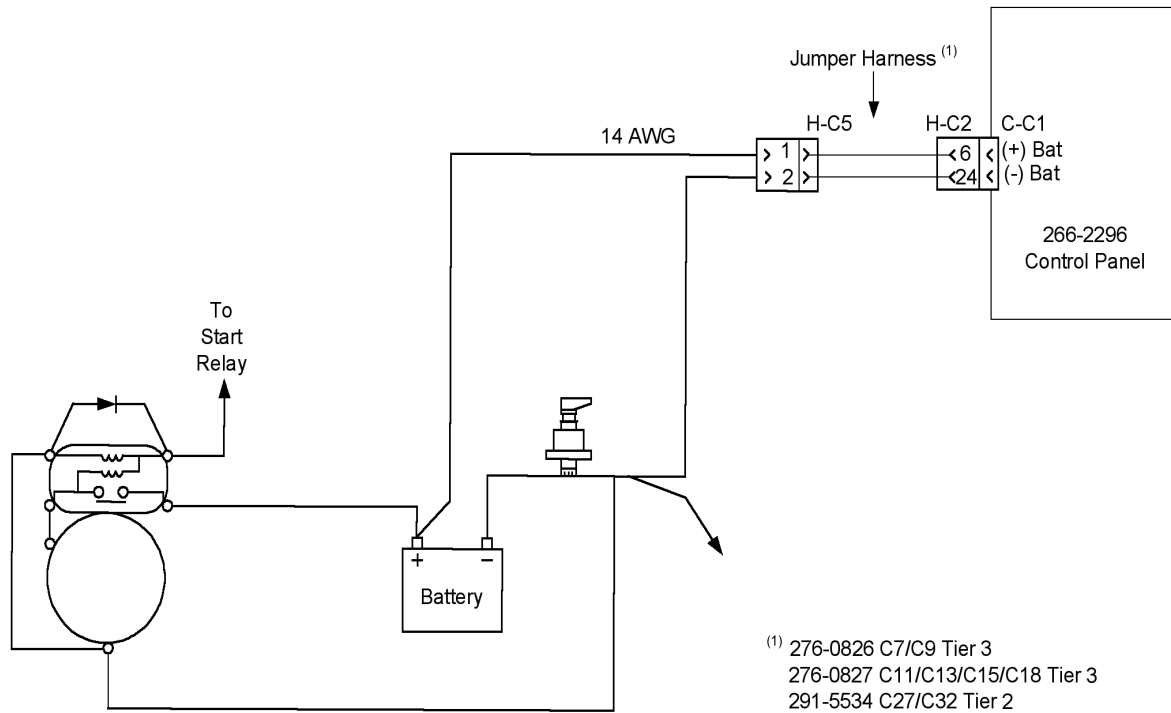 Jumper Harness (1)
14 AWG
H-C5
H-C2
C-C1
1
6
(+) Bat
2
24
(-) Bat
266-2296
Control Panel
To
Start
Relay
+
−
Battery
(1) 276-0826 C7/C9 Tier 3
276-0827 C11/C13/C15/C18 Tier 3
291-5534 C27/C32 Tier 2